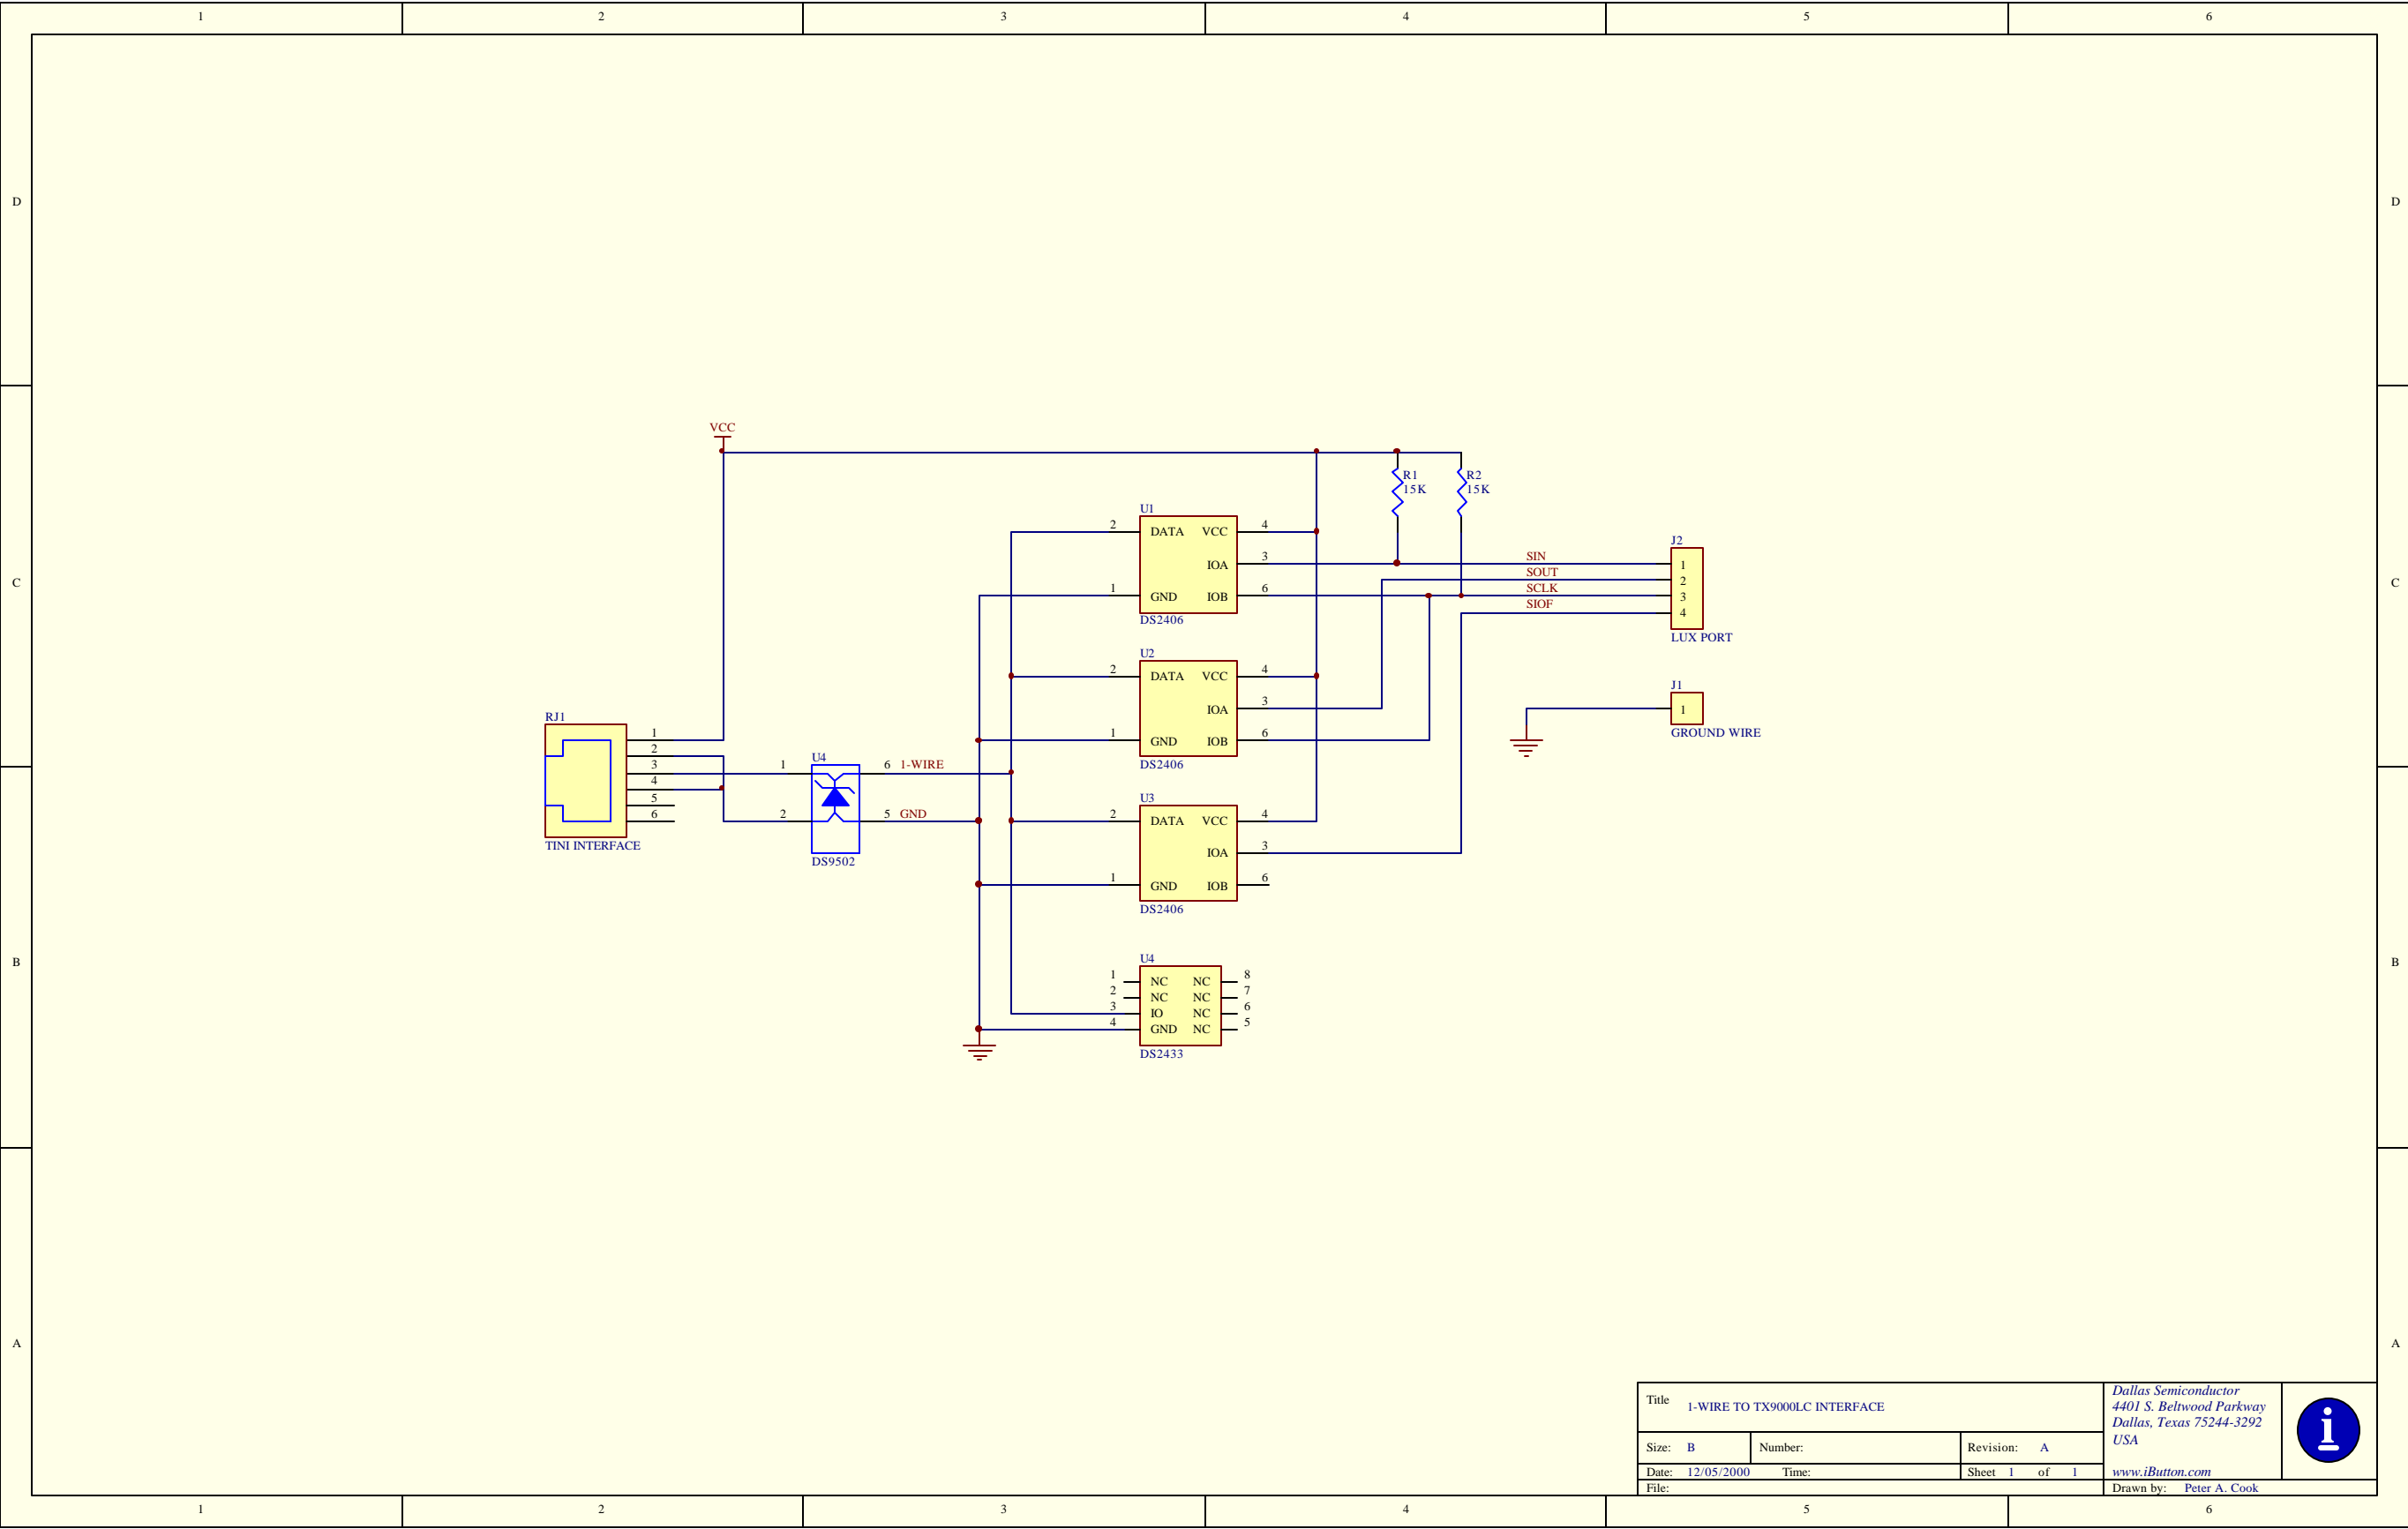 1 2 3 4 5 6
D D
C C
B B
A A
VCC
R1
15K
R2
15K
U1
2 DATA VCC 4
IOA 3
1 GND IOB 6
DS2406
SIN
SOUT
SCLK
SIOF
J2
1
2
3
4
LUX PORT
U2
2 DATA VCC 4
IOA 3
1 GND IOB 6
DS2406
J1
1
GROUND WIRE
RJ1
1
2
3
4
5
6
TINI INTERFACE
U4
1 6 1-WIRE
2 5 GND
DS9502
U3
2 DATA VCC 4
IOA 3
1 GND IOB 6
DS2406
U4
1 NC NC 8
2 NC NC 7
3 IO NC 6
4 GND NC 5
DS2433
Title 1-WIRE TO TX9000LC INTERFACE
Size: B Number: Revision: A
Date: 12/05/2000 Time: Sheet 1 of 1
File:
Dallas Semiconductor
4401 S. Beltwood Parkway
Dallas, Texas 75244-3292
USA
www.iButton.com
Drawn by: Peter A. Cook
i
1 2 3 4 5 6